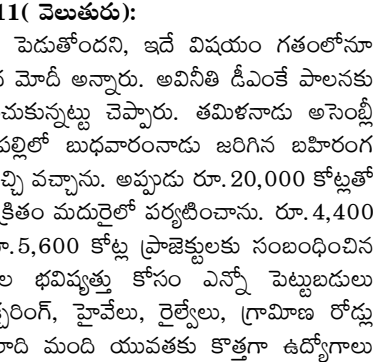 11( వెలుతురు):
పెడుతోందని, ఇదే విషయం గతంలోనూ
మోదీ అన్నారు. అవినీతి డీఎంకే పాలనకు
చుకున్నట్టు చెప్పారు. తమిళనాడు అసెంబ్లీ
పల్లిలో బుధవారంనాడు జరిగిన బహిరంగ
చ్చి వచ్చాను. అప్పుడు రూ.20,000 కోట్లతో
క్రితం మదురైలో పర్యటించాను. రూ.4,400
రూ.5,600 కోట్ల ప్రాజెక్టులకు సంబంధించిన
ల భవిష్యత్తు కోసం ఎన్నో పెట్టుబడులు
క్చరింగ్, హైవేలు, రైల్వేలు, గ్రామీణ రోడ్లు
లాది మంది యువతకు కొత్తగా ఉద్యోగాలు